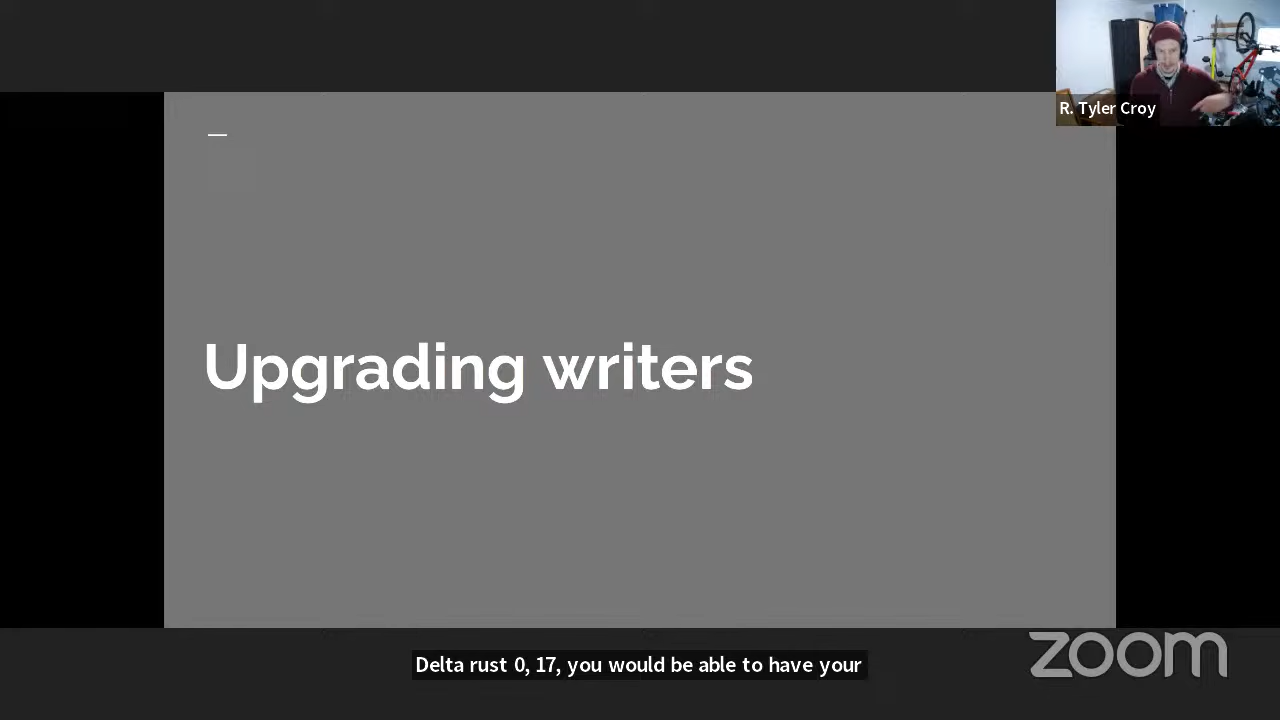 R. Tyler Croy
Upgrading writers
Delta rust 0, 17, you would be able to have your
zoom